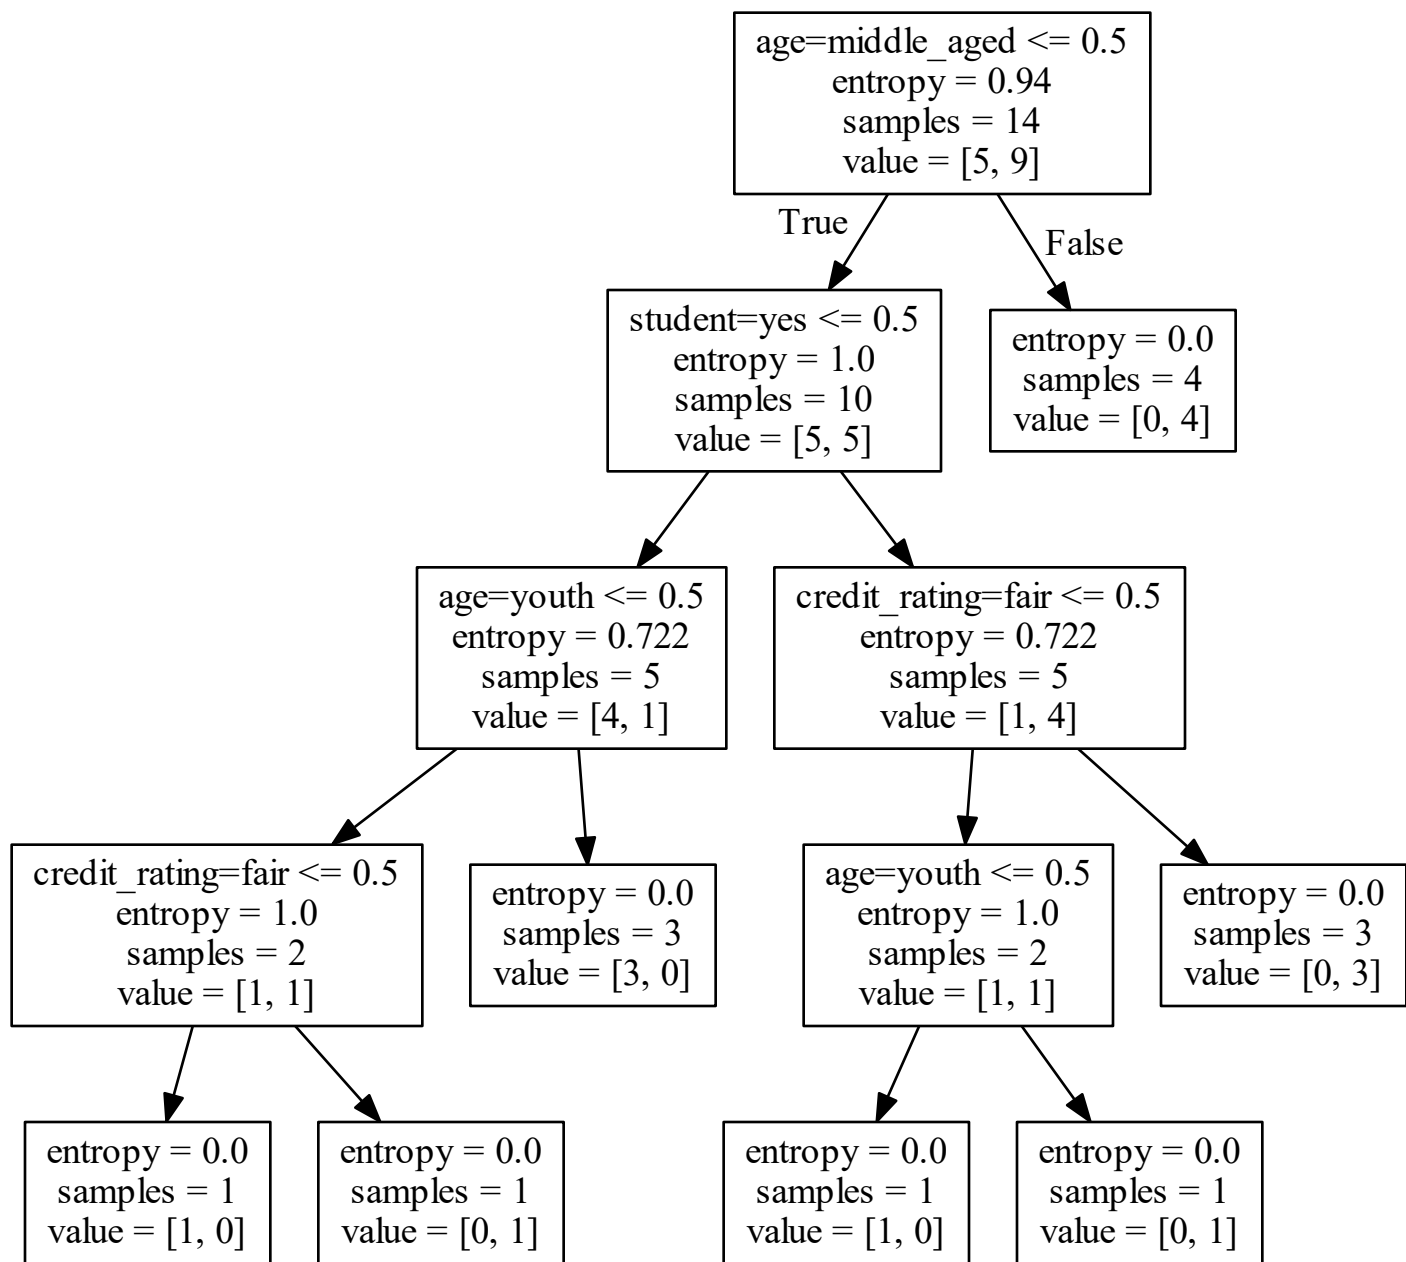 age=middle_aged <= 0.5
entropy = 0.94
samples = 14
value = [5, 9]
True
False
student=yes <= 0.5
entropy = 1.0
samples = 10
value = [5, 5]
entropy = 0.0
samples = 4
value = [0, 4]
age=youth <= 0.5
entropy = 0.722
samples = 5
value = [4, 1]
credit_rating=fair <= 0.5
entropy = 0.722
samples = 5
value = [1, 4]
credit_rating=fair <= 0.5
entropy = 1.0
samples = 2
value = [1, 1]
entropy = 0.0
samples = 3
value = [3, 0]
age=youth <= 0.5
entropy = 1.0
samples = 2
value = [1, 1]
entropy = 0.0
samples = 3
value = [0, 3]
entropy = 0.0
samples = 1
value = [1, 0]
entropy = 0.0
samples = 1
value = [0, 1]
entropy = 0.0
samples = 1
value = [1, 0]
entropy = 0.0
samples = 1
value = [0, 1]